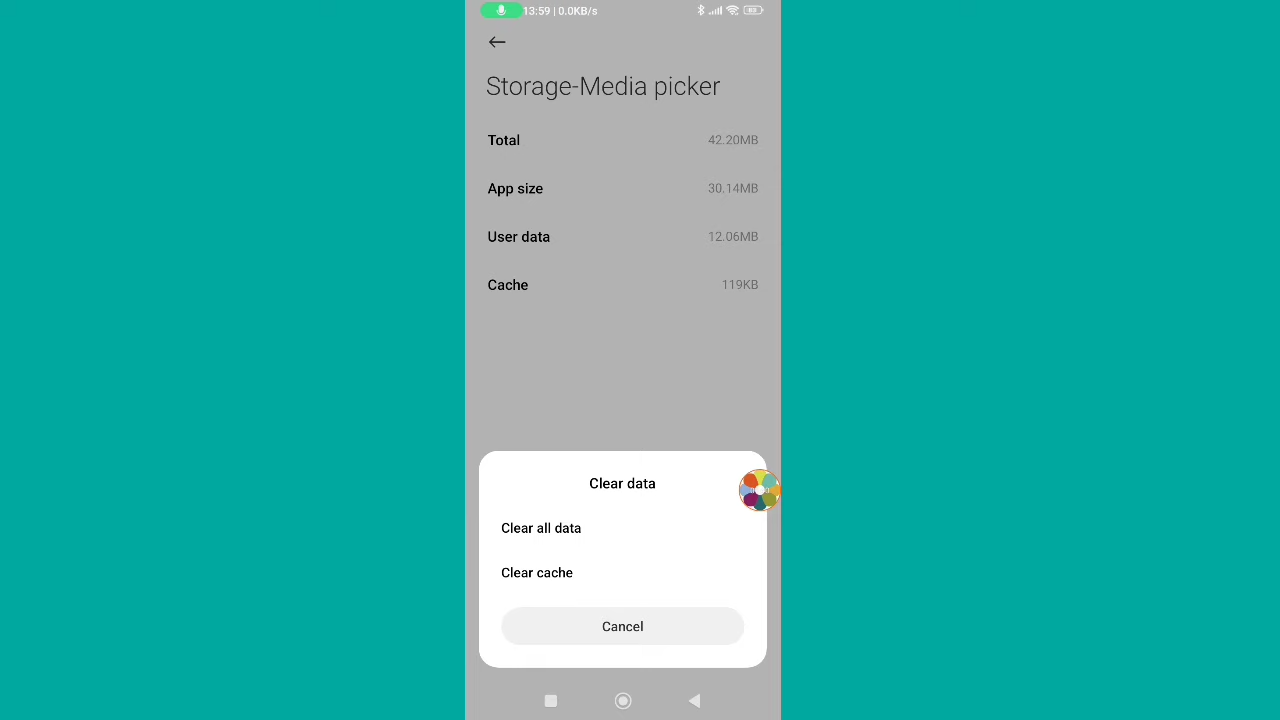 13:59 | 0.0KB/s
Storage-Media picker
Total 42.20MB
App size 30.14MB
User data 12.06MB
Cache 119KB
Clear data
Clear all data
Clear cache
Cancel